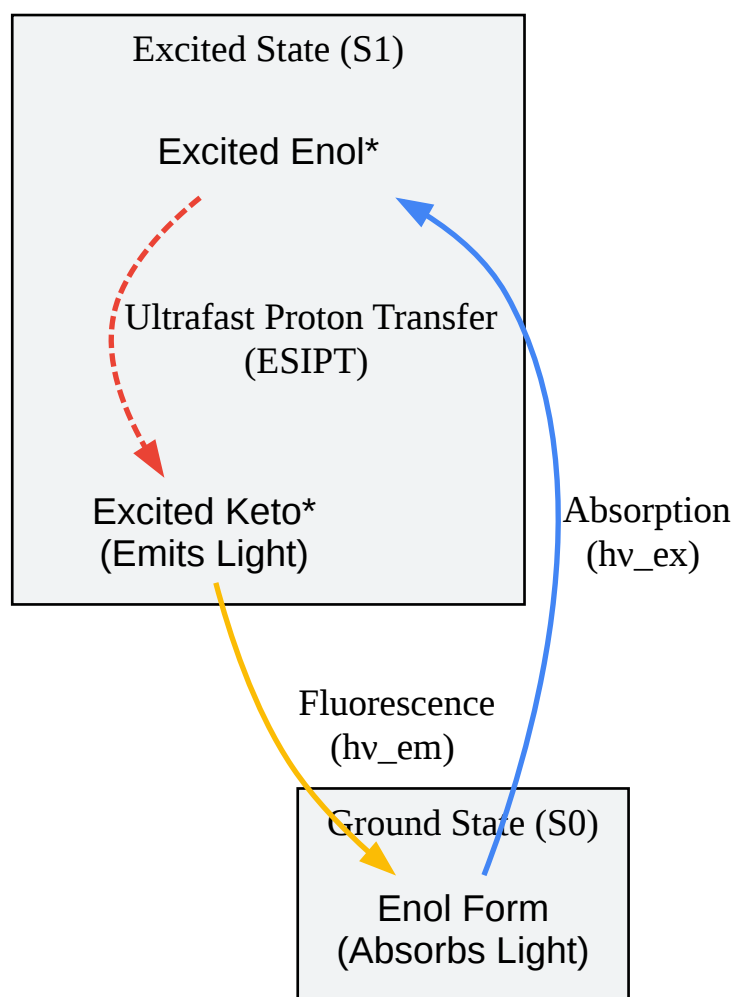 Excited State (S1)
Excited Enol*
Ultrafast Proton Transfer
(ESIPT)
Excited Keto*
(Emits Light)
Absorption
(hν_ex)
Fluorescence
(hν_em)
Ground State (S0)
Enol Form
(Absorbs Light)